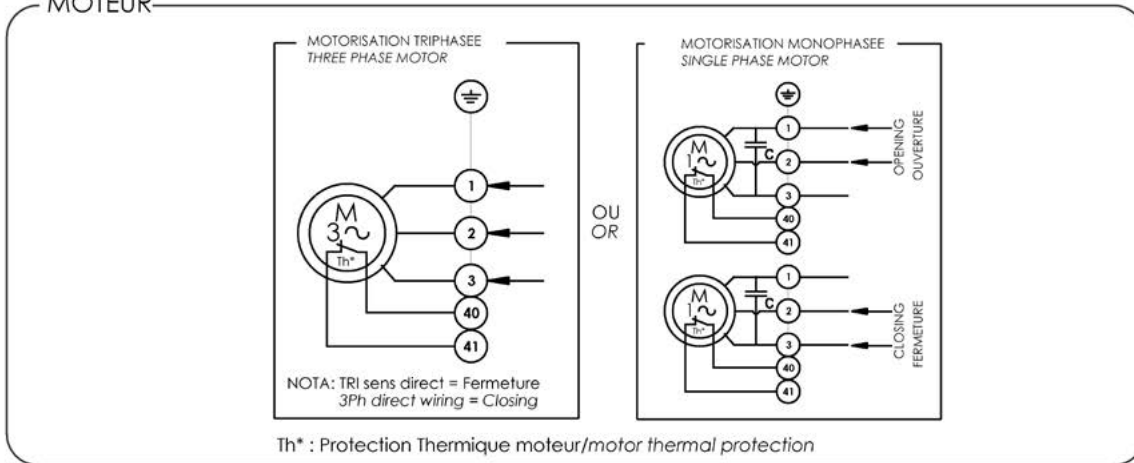 MOTEUR
MOTORISATION TRIPHASEE
THREE PHASE MOTOR
M
3
Th*
1
2
3
40
41
NOTA: TRI sens direct = Fermeture
3Ph direct wiring = Closing
OU
OR
MOTORISATION MONOPHASEE
SINGLE PHASE MOTOR
M
1
Th*
C
1
2
3
40
41
OPENING
OUVERTURE
M
1
Th*
C
1
2
3
40
41
CLOSING
FERMETURE
Th* : Protection Thermique moteur/motor thermal protection